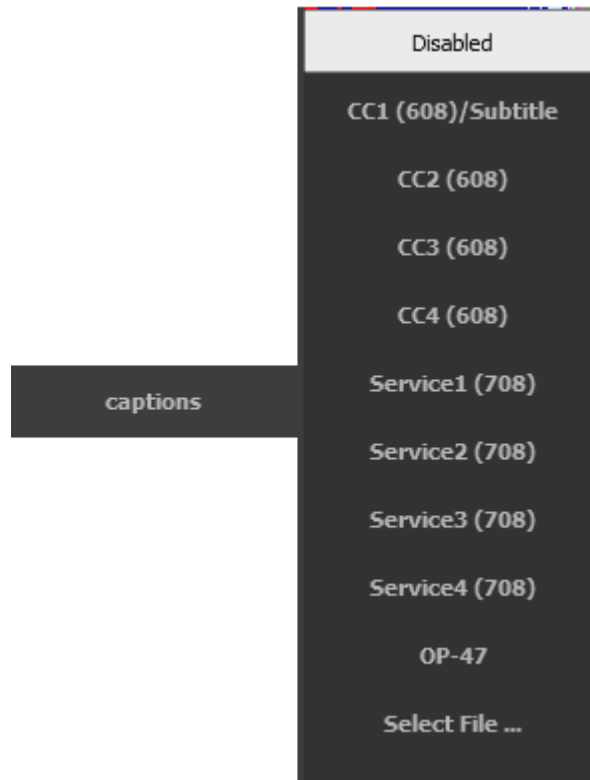 Disabled
CC1 (608)/Subtitle
CC2 (608)
CC3 (608)
CC4 (608)
captions
Service1 (708)
Service2 (708)
Service3 (708)
Service4 (708)
OP-47
Select File ...